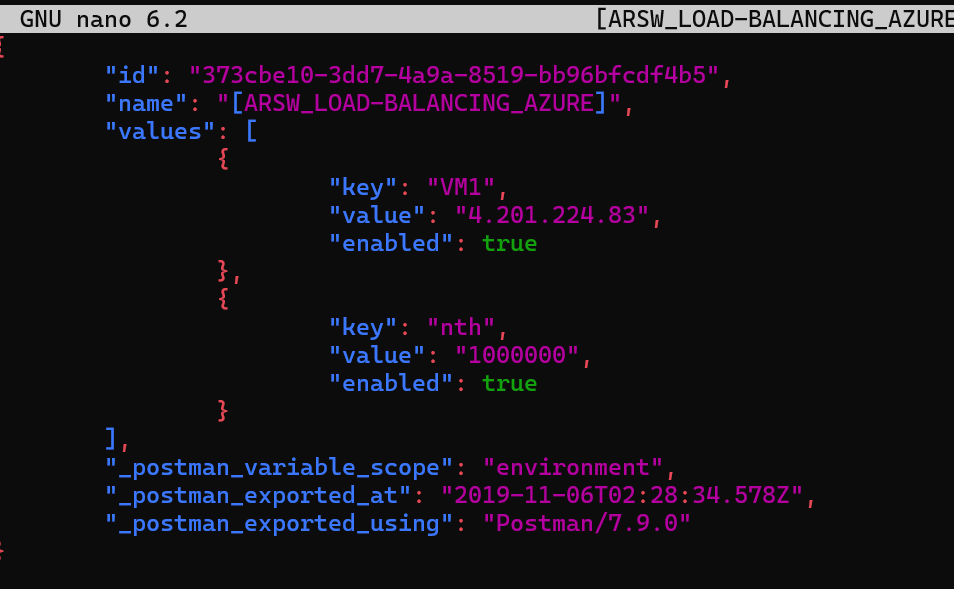 GNU nano 6.2 [ARSW_LOAD-BALANCING_AZURE
{
"id": "373cbe10-3dd7-4a9a-8519-bb96bfcdf4b5",
"name": "[ARSW_LOAD-BALANCING_AZURE]",
"values": [
{
"key": "VM1",
"value": "4.201.224.83",
"enabled": true
},
{
"key": "nth",
"value": "1000000",
"enabled": true
}
],
"_postman_variable_scope": "environment",
"_postman_exported_at": "2019-11-06T02:28:34.578Z",
"_postman_exported_using": "Postman/7.9.0"
}